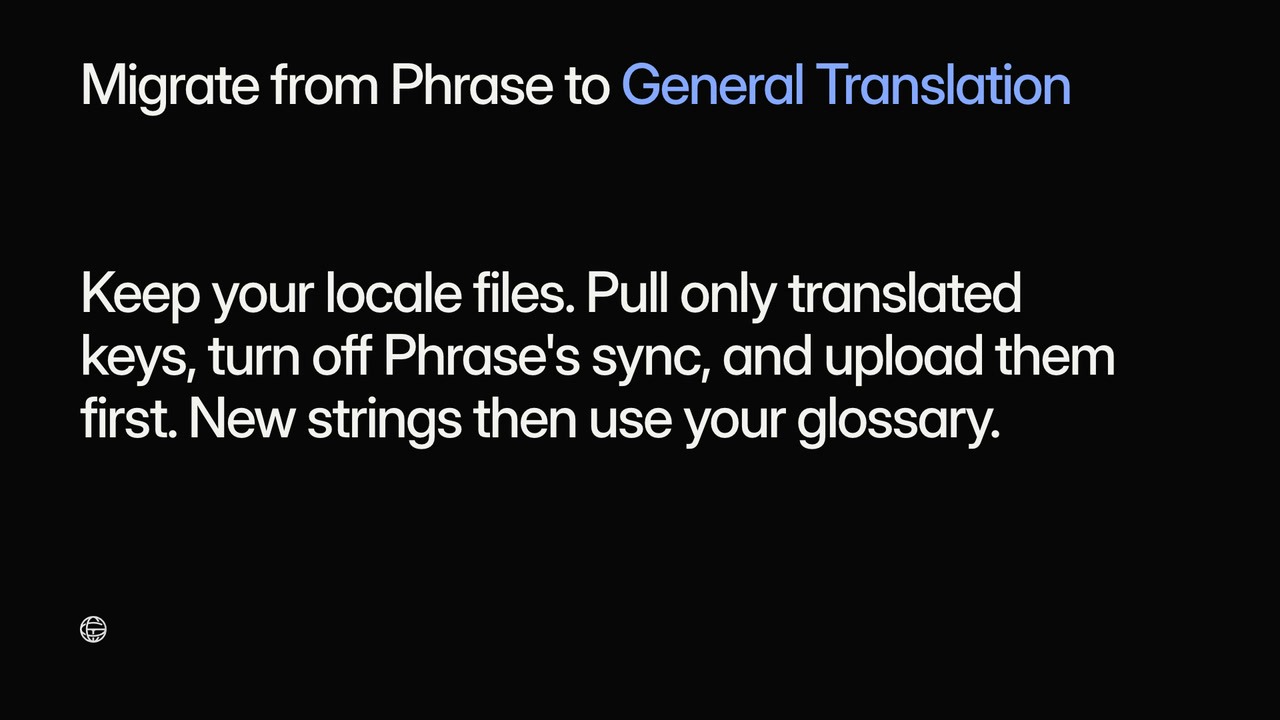 Migrate from Phrase to General Translation
Keep your locale files. Pull only translated
keys, turn off Phrase's sync, and upload them
first. New strings then use your glossary.